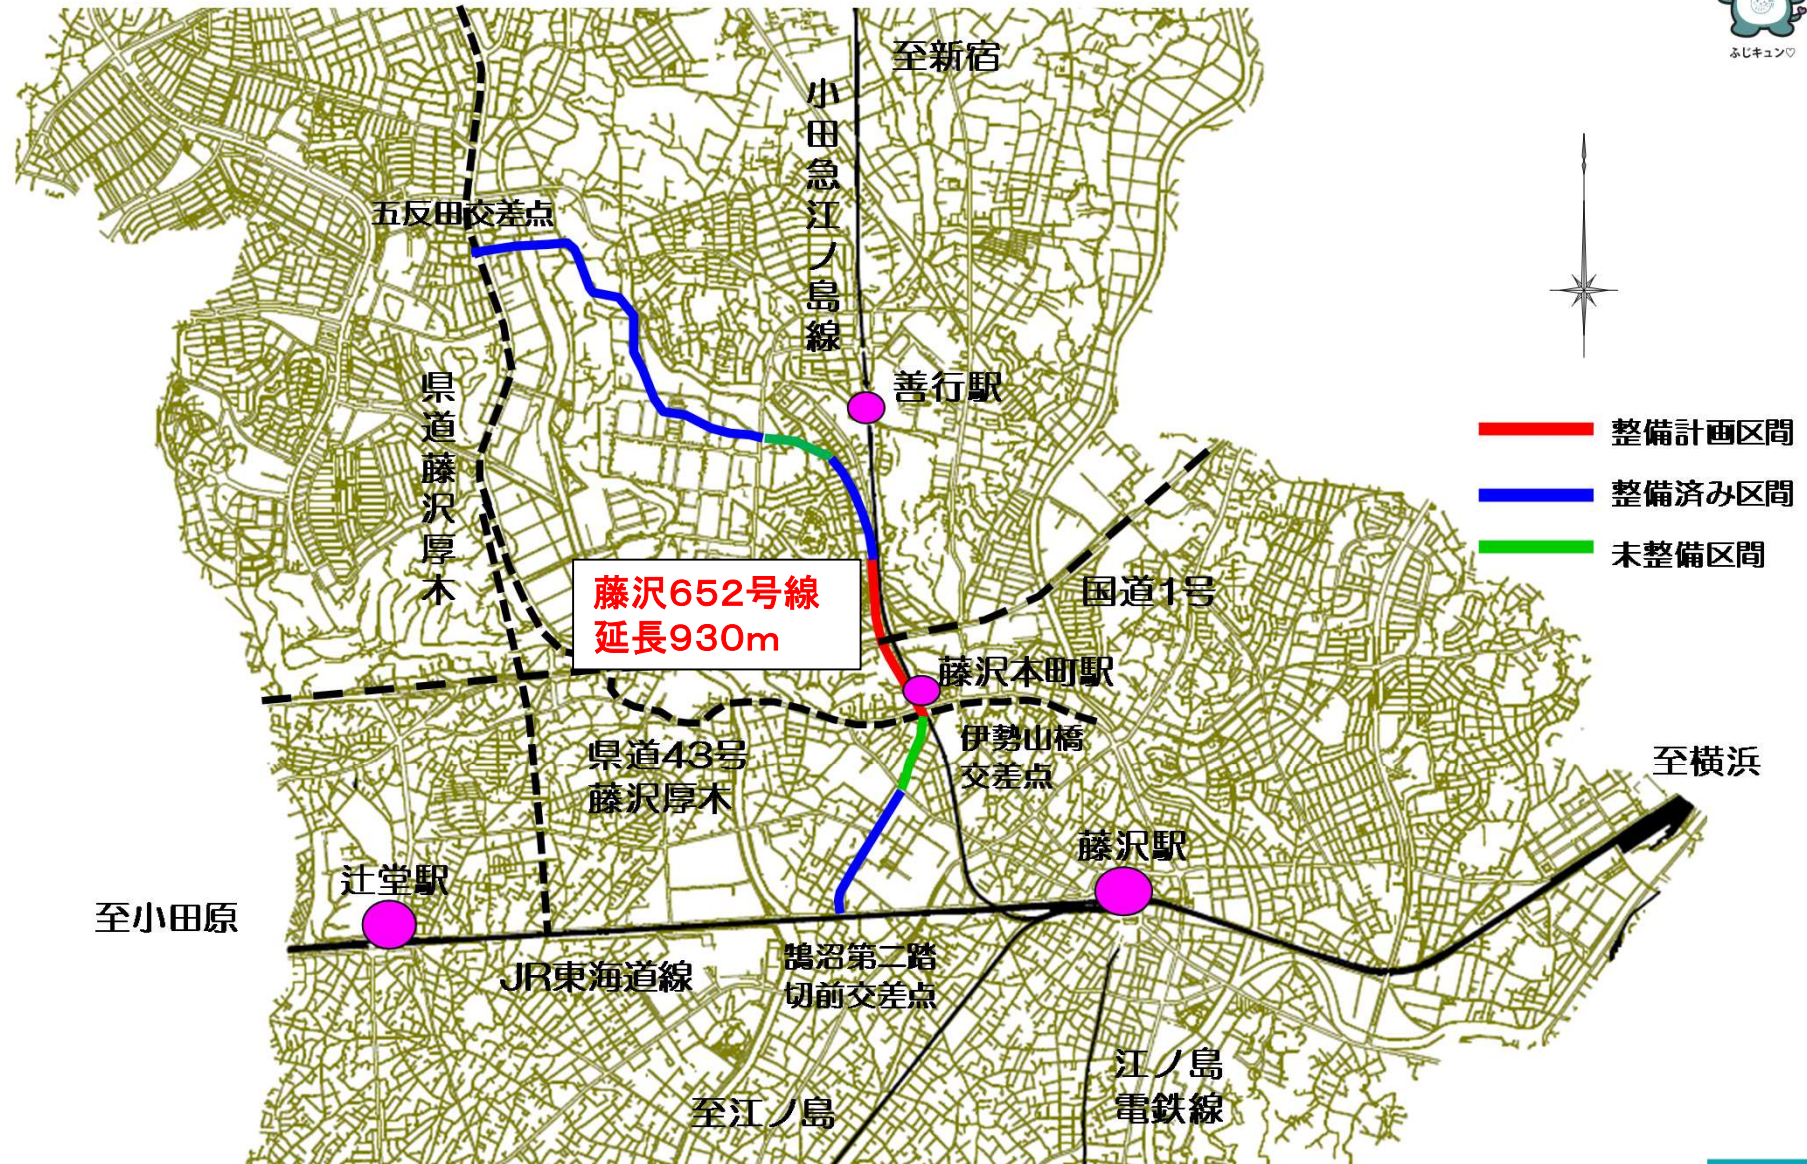 ふじキュン♡
至新宿
小田急江ノ島線
五反田交差点
善行駅
県道藤沢厚木
整備計画区間
整備済み区間
未整備区間
藤沢652号線
延長930m
国道1号
藤沢本町駅
伊勢山橋
交差点
県道43号
藤沢厚木
至横浜
藤沢駅
辻堂駅
至小田原
JR東海道線
鵠沼第二踏
切前交差点
江ノ島
電鉄線
至江ノ島